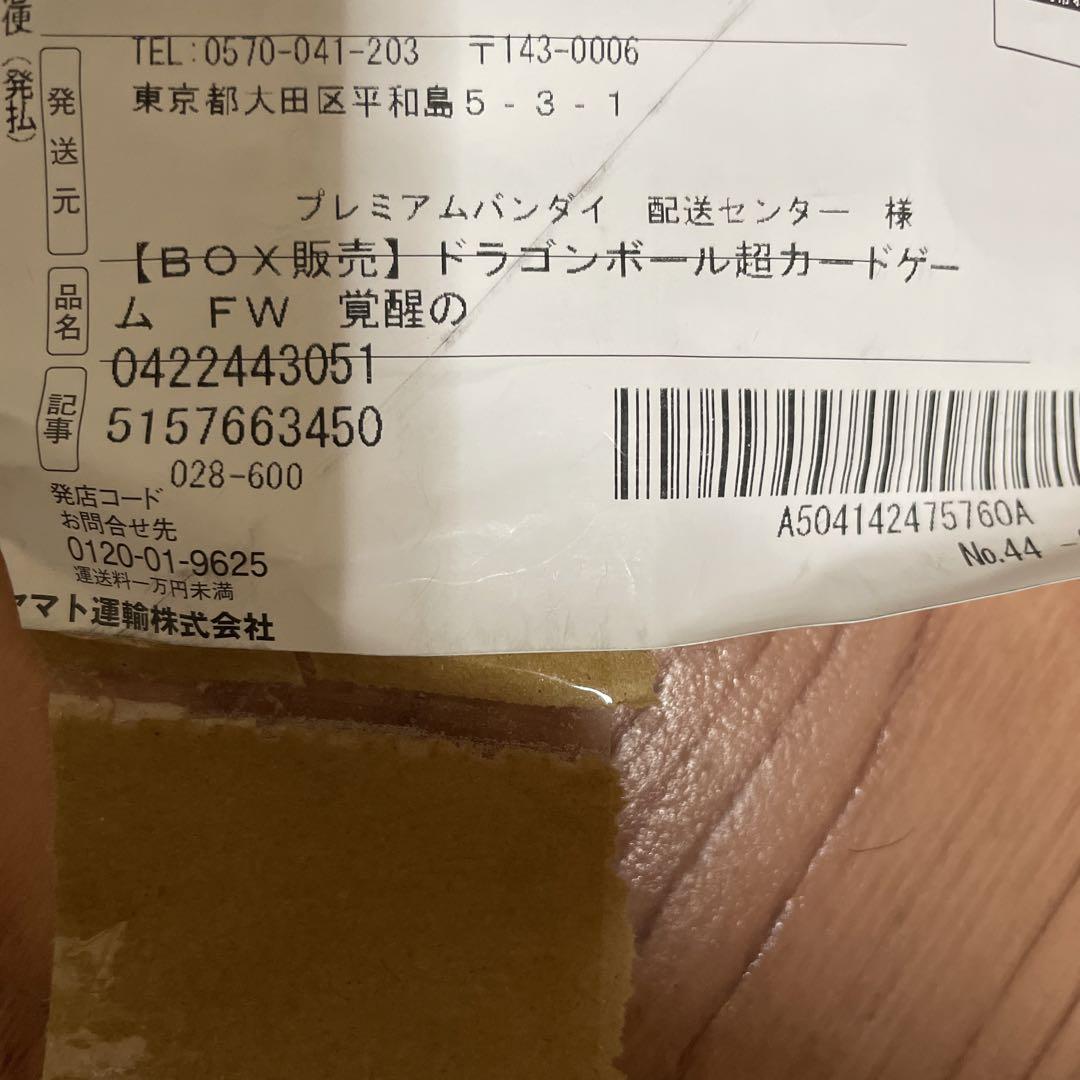 便(発払)
TEL:0570-041-203 〒143-0006
東京都大田区平和島5-3-1
発送元
プレミアムバンダイ 配送センター 様
【BOX販売】ドラゴンボール超カードゲー
品名
ム FW 覚醒の
0422443051
記事
5157663450
028-600
発店コード
お問合せ先
0120-01-9625
運送料一万円未満
ヤマト運輸株式会社
A504142475760A
No.44